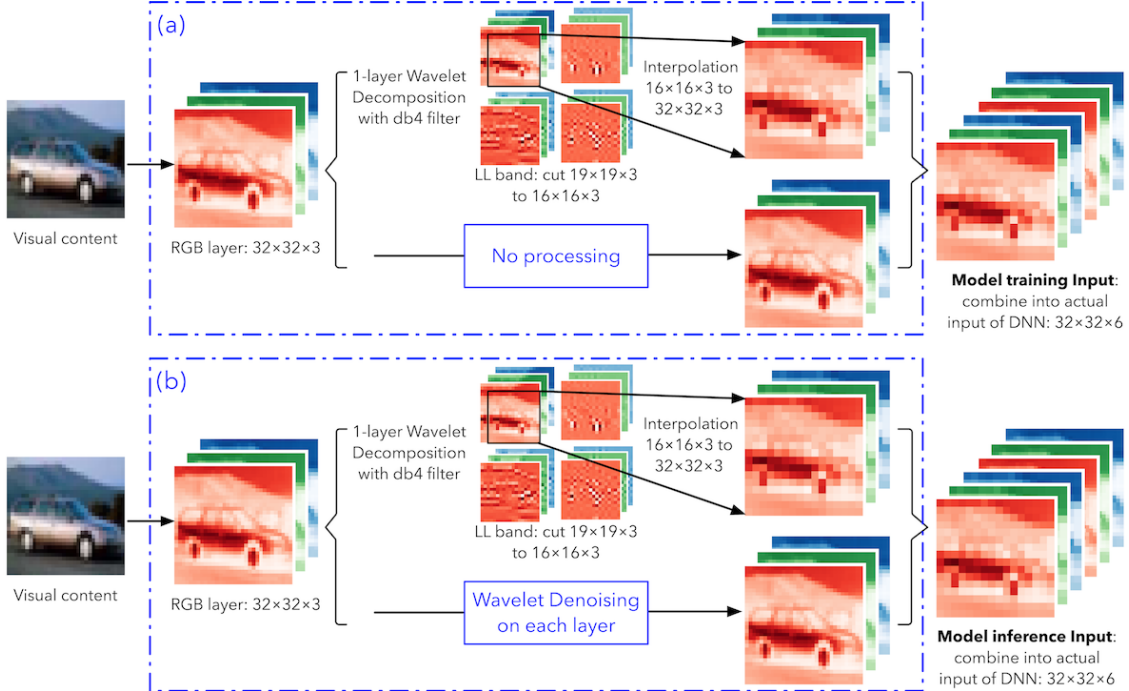 (a)
1-layer Wavelet
Decomposition
with db4 filter
Interpolation
16×16×3 to
32×32×3
LL band: cut 19×19×3
to 16×16×3
Visual content
RGB layer: 32×32×3
No processing
Model training Input:
combine into actual
input of DNN: 32×32×6
(b)
1-layer Wavelet
Decomposition
with db4 filter
Interpolation
16×16×3 to
32×32×3
LL band: cut 19×19×3
to 16×16×3
Visual content
RGB layer: 32×32×3
Wavelet Denoising
on each layer
Model inference Input:
combine into actual
input of DNN: 32×32×6